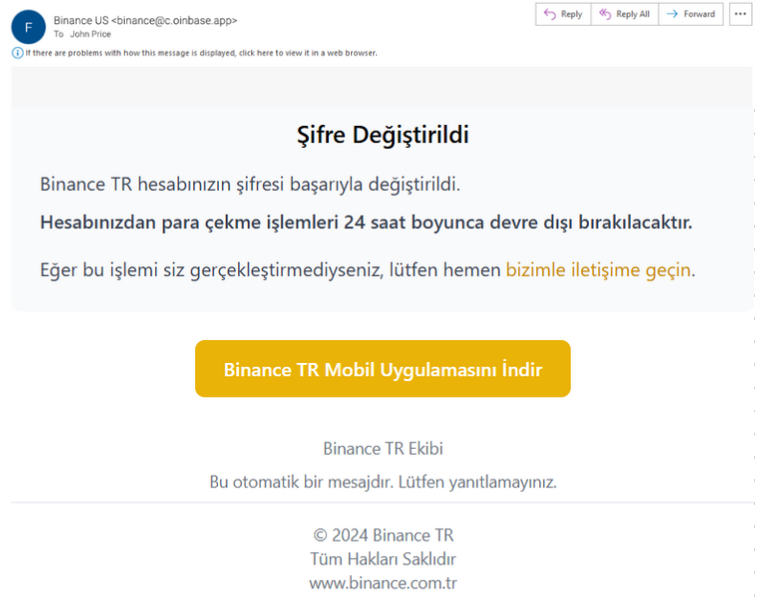 F
Binance US <binance@c.oinbase.app>
To John Price
Reply
Reply All
Forward
If there are problems with how this message is displayed, click here to view it in a web browser.
Şifre Değiştirildi
Binance TR hesabınızın şifresi başarıyla değiştirildi.
Hesabınızdan para çekme işlemleri 24 saat boyunca devre dışı bırakılacaktır.
Eğer bu işlemi siz gerçekleştirmediyseniz, lütfen hemen bizimle iletişime geçin.
Binance TR Mobil Uygulamasını İndir
Binance TR Ekibi
Bu otomatik bir mesajdır. Lütfen yanıtlamayınız.
© 2024 Binance TR
Tüm Hakları Saklıdır
www.binance.com.tr